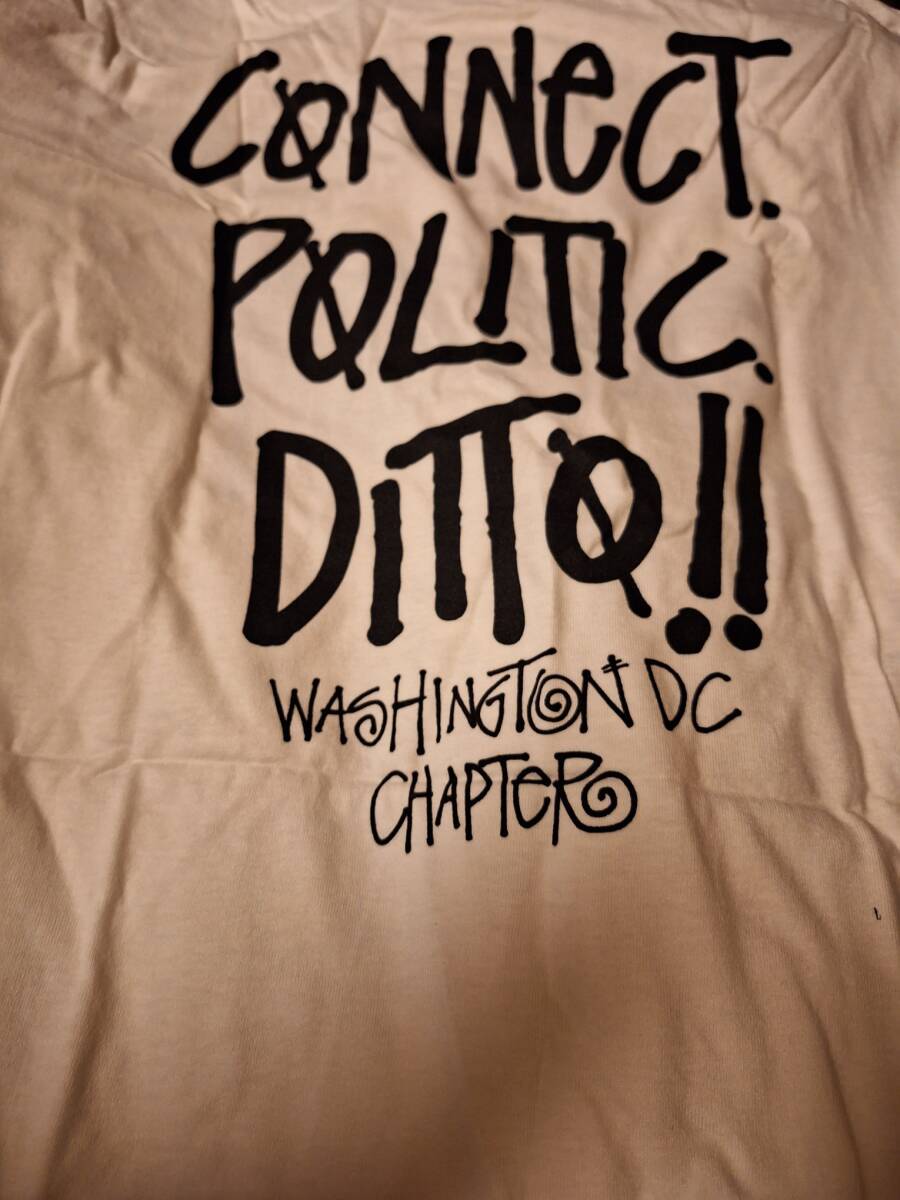 CONNECT.
POLITIC.
DITTO!!
WASHINGTON DC
CHAPTER